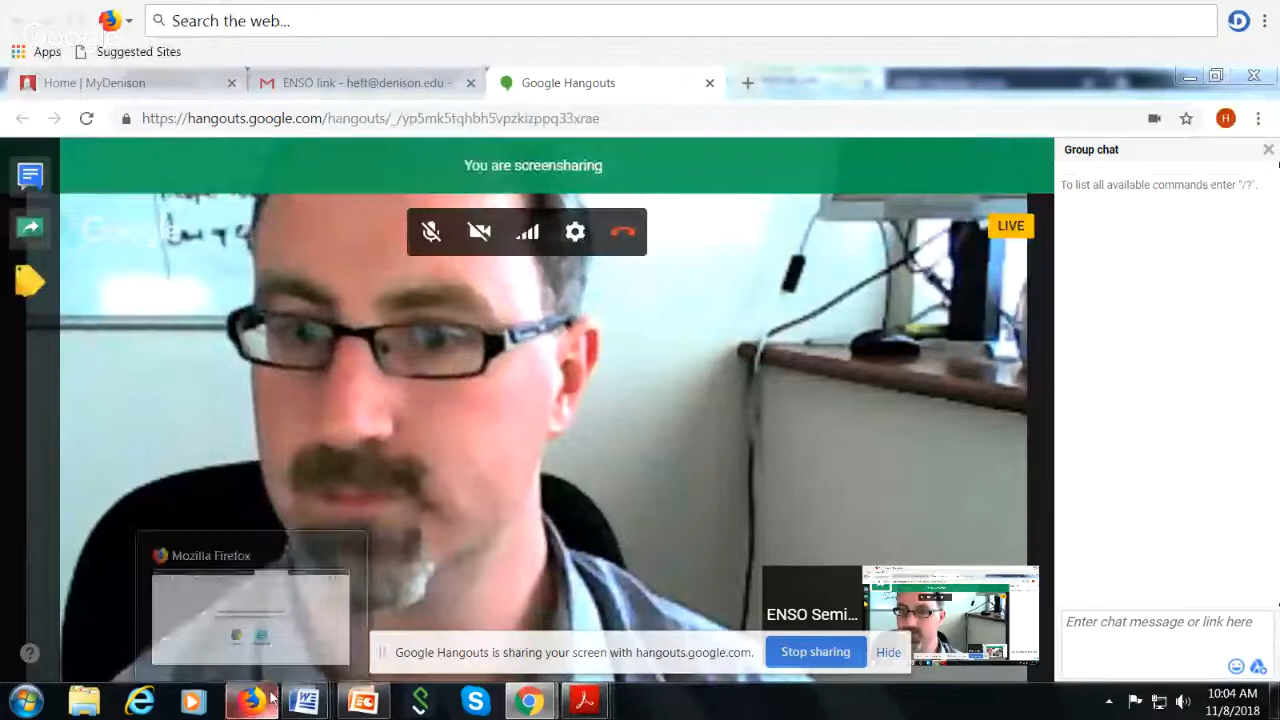 Search the web...
Apps
Suggested Sites
Home | MyDenison
ENSO link - heft@denison.edu -
Google Hangouts
https://hangouts.google.com/hangouts/_/yp5mk5tqhbh5vpzkizppq33xrae
H
You are screensharing
Group chat
To list all available commands enter "/?".
LIVE
Mozilla Firefox
ENSO Semi...
Google Hangouts is sharing your screen with hangouts.google.com.
Stop sharing
Hide
Enter chat message or link here
10:04 AM
11/8/2018